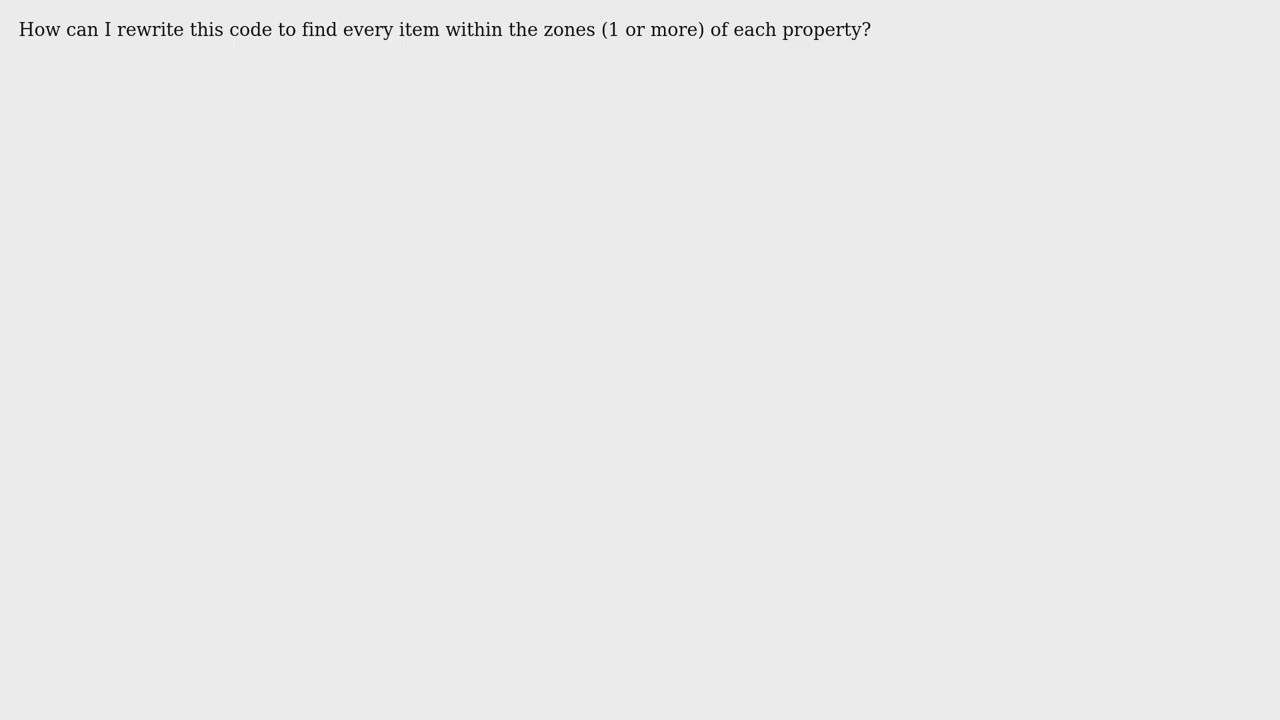 How can I rewrite this code to find every item within the zones (1 or more) of each property?